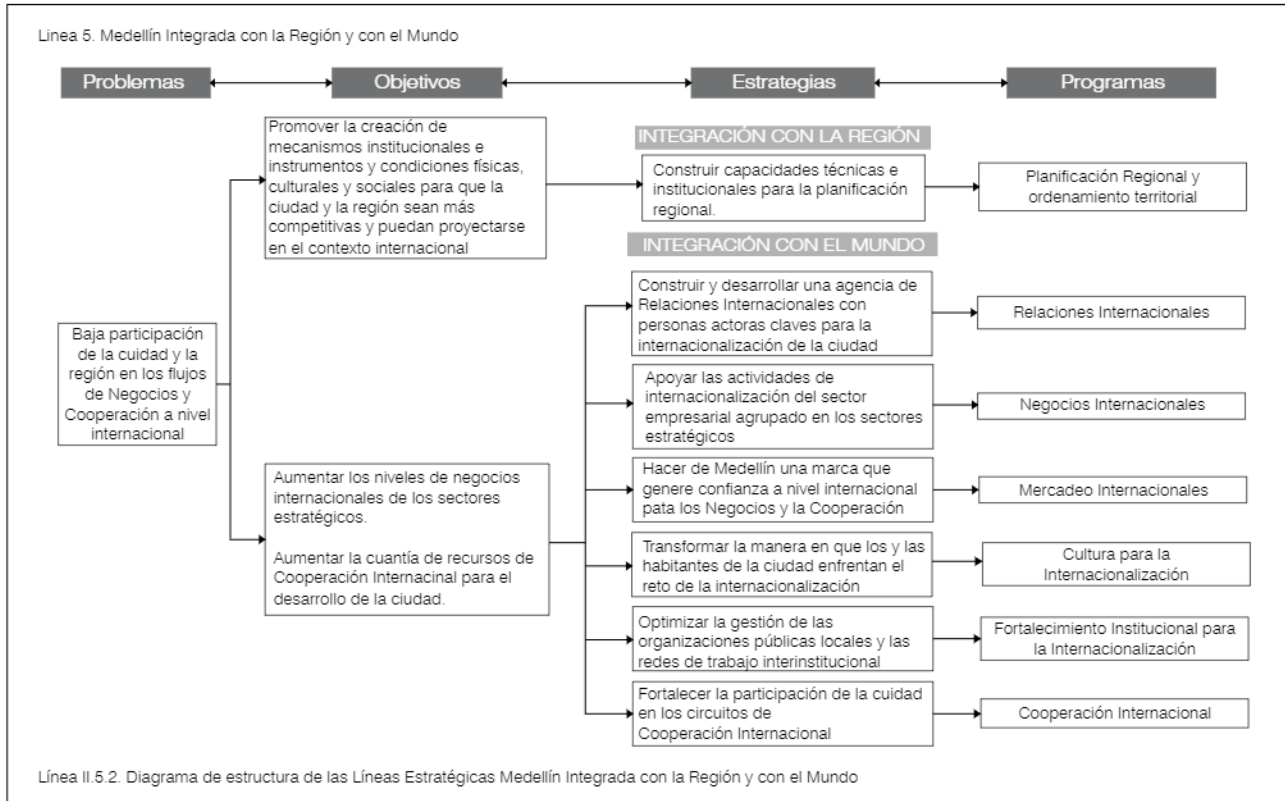 Linea 5. Medellín Integrada con la Región y con el Mundo
Problemas
Objetivos
Estrategias
Programas
Baja participación
de la cuidad y la
región en los flujos
de Negocios y
Cooperación a nivel
internacional
Promover la creación de
mecanismos institucionales e
instrumentos y condiciones físicas,
culturales y sociales para que la
ciudad y la región sean más
competitivas y puedan proyectarse
en el contexto internacional
Aumentar los niveles de negocios
internacionales de los sectores
estratégicos.
Aumentar la cuantía de recursos de
Cooperación Internacinal para el
desarrollo de la ciudad.
INTEGRACIÓN CON LA REGIÓN
Construir capacidades técnicas e
institucionales para la planificación
regional.
Planificación Regional y
ordenamiento territorial
INTEGRACIÓN CON EL MUNDO
Construir y desarrollar una agencia de
Relaciones Internacionales con
personas actoras claves para la
internacionalización de la ciudad
Relaciones Internacionales
Apoyar las actividades de
internacionalización del sector
empresarial agrupado en los sectores
estratégicos
Negocios Internacionales
Hacer de Medellín una marca que
genere confianza a nivel internacional
pata los Negocios y la Cooperación
Mercadeo Internacionales
Transformar la manera en que los y las
habitantes de la ciudad enfrentan el
reto de la internacionalización
Cultura para la
Internacionalización
Optimizar la gestión de las
organizaciones públicas locales y las
redes de trabajo interinstitucional
Fortalecimiento Institucional para
la Internacionalización
Fortalecer la participación de la cuidad
en los circuitos de
Cooperación Internacional
Cooperación Internacional
Línea II.5.2. Diagrama de estructura de las Líneas Estratégicas Medellín Integrada con la Región y con el Mundo